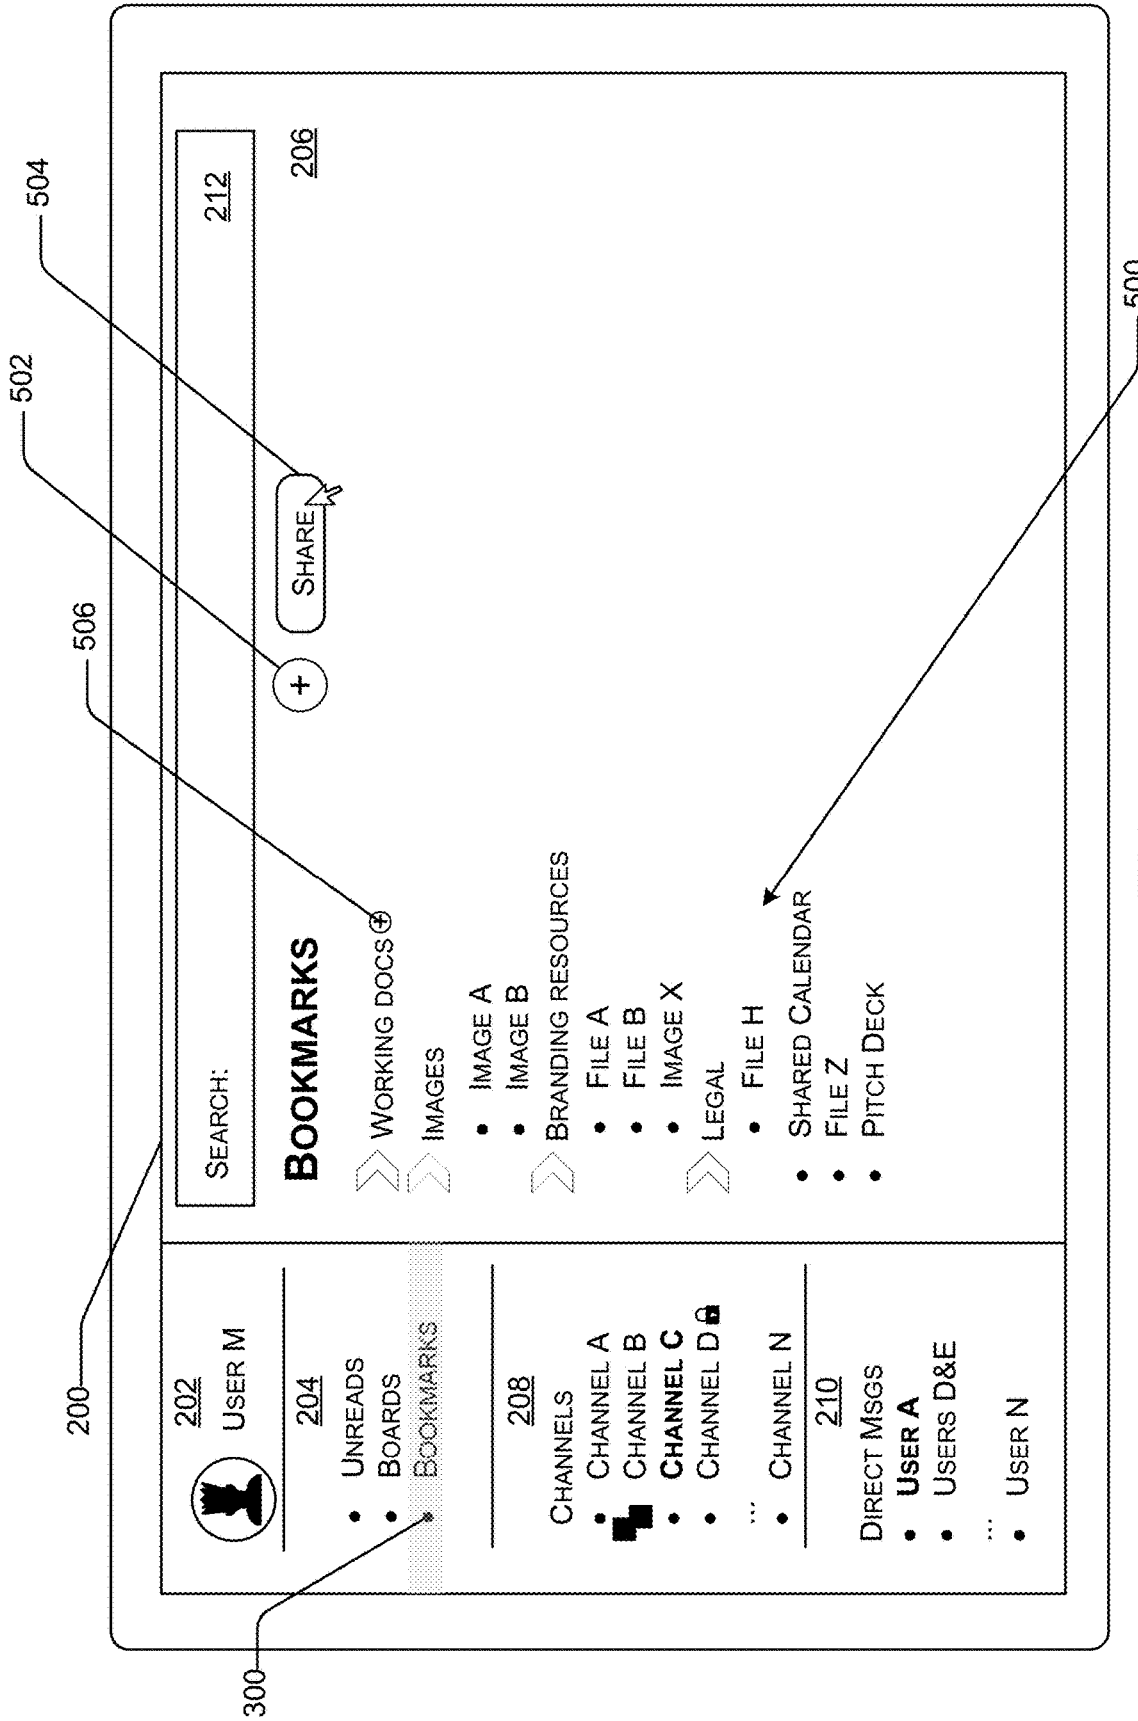 200
300
506
502
504
500
202
USER M
204
UNREADS
BOARDS
BOOKMARKS
208
CHANNELS
CHANNEL A
CHANNEL B
CHANNEL C
CHANNEL D
...
CHANNEL N
210
DIRECT MSGS
USER A
USERS D&E
...
USER N
SEARCH:
212
BOOKMARKS
+
SHARE
206
WORKING DOCS +
IMAGES
IMAGE A
IMAGE B
BRANDING RESOURCES
FILE A
FILE B
IMAGE X
LEGAL
FILE H
SHARED CALENDAR
FILE Z
PITCH DECK